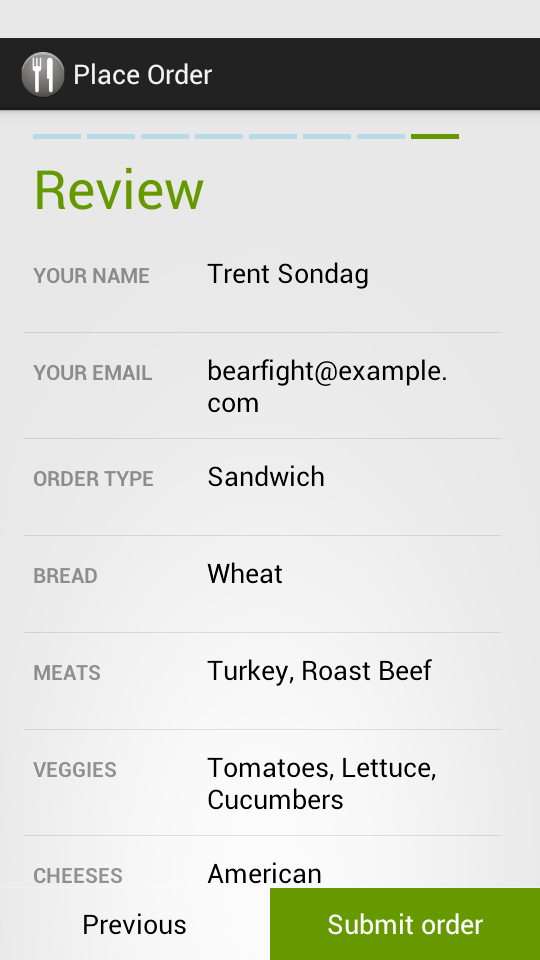 Place Order
Review
YOUR NAME
Trent Sondag
YOUR EMAIL
bearfight@example.
com
ORDER TYPE
Sandwich
BREAD
Wheat
MEATS
Turkey, Roast Beef
VEGGIES
Tomatoes, Lettuce,
Cucumbers
CHEESES
American
Previous
Submit order